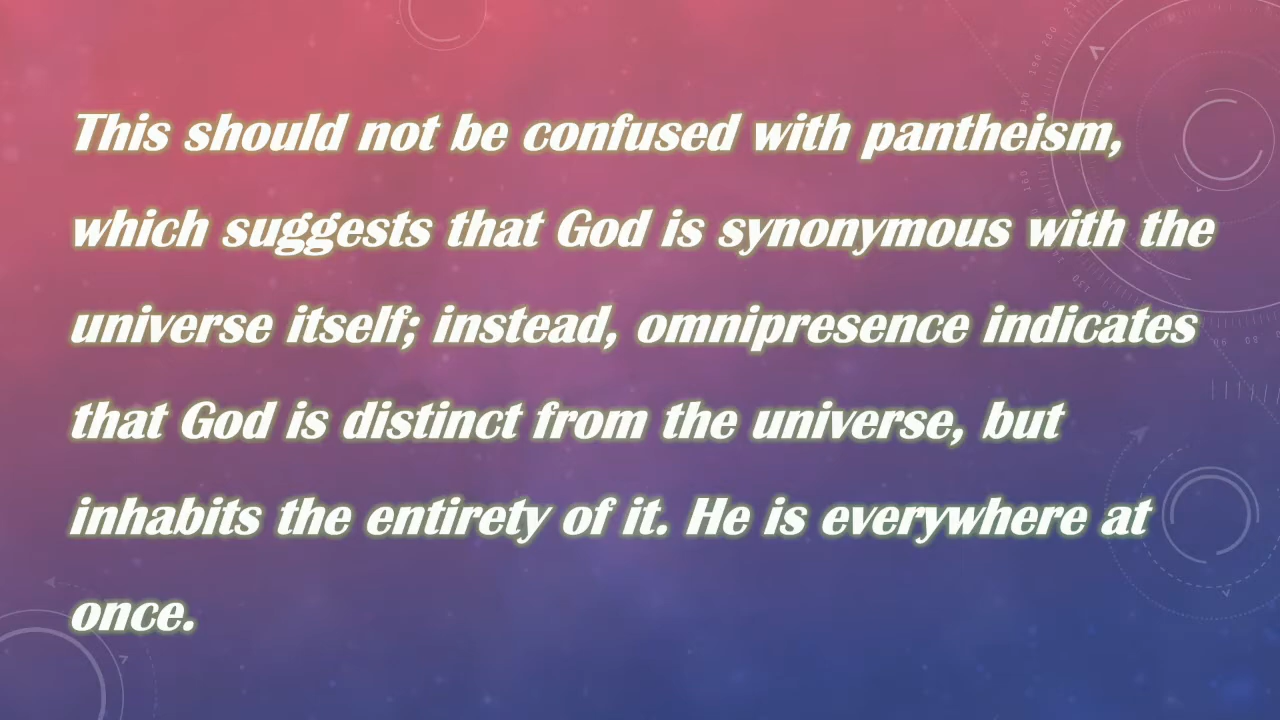 This should not be confused with pantheism,
which suggests that God is synonymous with the
universe itself; instead, omnipresence indicates
that God is distinct from the universe, but
inhabits the entirety of it. He is everywhere at
once.